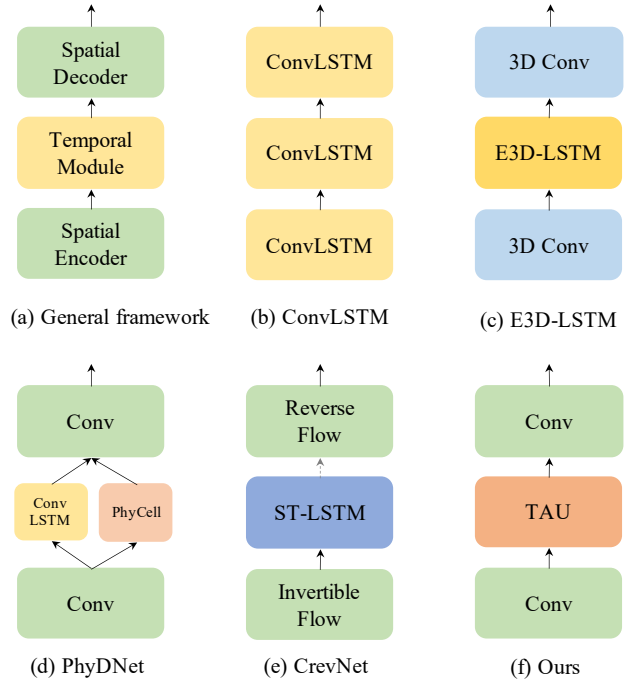 Spatial
Decoder
Temporal
Module
Spatial
Encoder
(a) General framework
ConvLSTM
ConvLSTM
ConvLSTM
(b) ConvLSTM
3D Conv
E3D-LSTM
3D Conv
(c) E3D-LSTM
Conv
Conv
LSTM
PhyCell
Conv
(d) PhyDNet
Reverse
Flow
ST-LSTM
Invertible
Flow
(e) CrevNet
Conv
TAU
Conv
(f) Ours